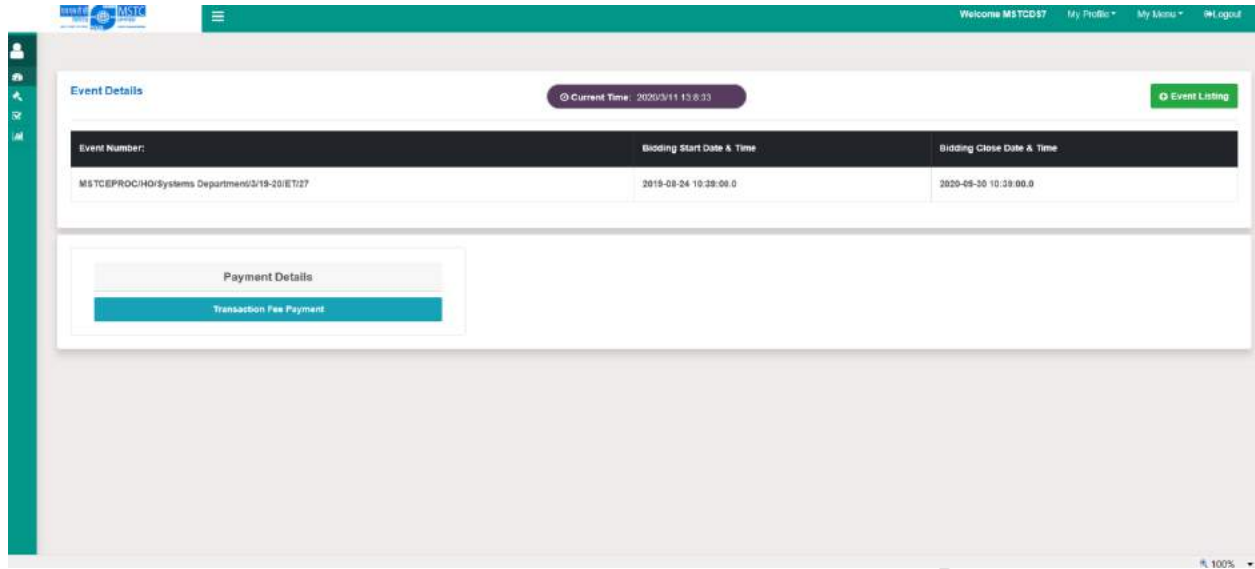 MSTC
Welcome MSTCDS7 My Profile My Menu Logout
Event Details
Current Time: 2020/3/11 13:8:33
Event Listing
Event Number: Bidding Start Date & Time Bidding Close Date & Time
MSTCEPROC/HO/Systems Department/3/19-20/ET/27 2019-08-24 10:39:00.0 2020-09-30 10:39:00.0
Payment Details
Transaction Fee Payment
100%